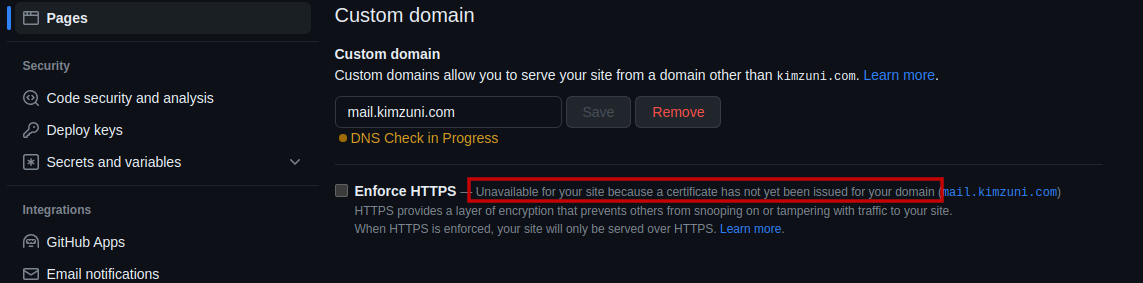 Pages
Security
Code security and analysis
Deploy keys
Secrets and variables
Integrations
GitHub Apps
Email notifications
Custom domain
Custom domain
Custom domains allow you to serve your site from a domain other than kimzuni.com. Learn more.
mail.kimzuni.com Save Remove
DNS Check in Progress
Enforce HTTPS — Unavailable for your site because a certificate has not yet been issued for your domain (mail.kimzuni.com)
HTTPS provides a layer of encryption that prevents others from snooping on or tampering with traffic to your site.
When HTTPS is enforced, your site will only be served over HTTPS. Learn more.